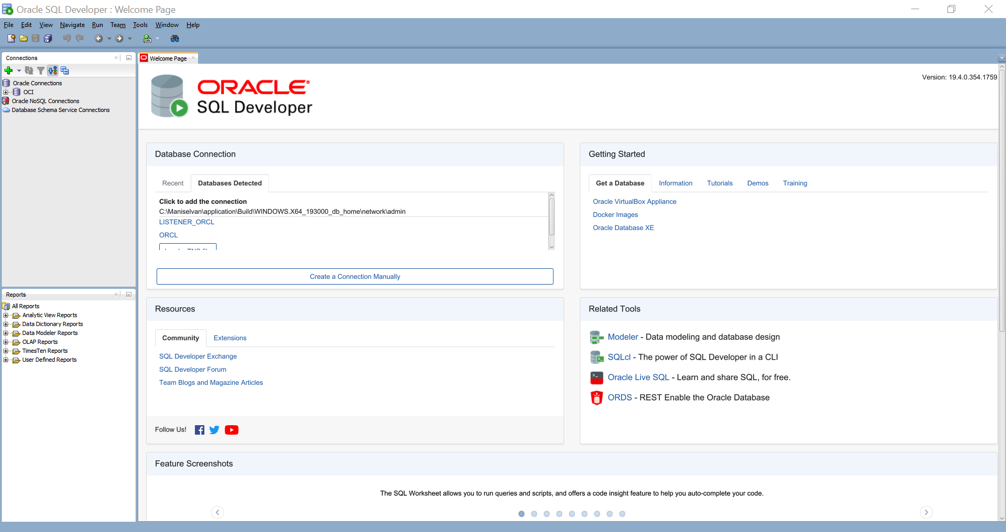 Oracle SQL Developer : Welcome Page
File Edit View Navigate Run Team Tools Window Help
Connections
Oracle Connections
OCI
Oracle NoSQL Connections
Database Schema Service Connections
Reports
All Reports
Analytic View Reports
Data Dictionary Reports
Data Modeler Reports
OLAP Reports
TimesTen Reports
User Defined Reports
Welcome Page
ORACLE®
SQL Developer
Version: 19.4.0.354.1759
Database Connection
Recent Databases Detected
Click to add the connection
C:\Maniselvan\application\Build\WINDOWS.X64_193000_db_home\network\admin
LISTENER_ORCL
ORCL
Create a Connection Manually
Getting Started
Get a Database Information Tutorials Demos Training
Oracle VirtualBox Appliance
Docker Images
Oracle Database XE
Resources
Community Extensions
SQL Developer Exchange
SQL Developer Forum
Team Blogs and Magazine Articles
Follow Us!
Related Tools
Modeler - Data modeling and database design
SQLcl - The power of SQL Developer in a CLI
Oracle Live SQL - Learn and share SQL, for free.
ORDS - REST Enable the Oracle Database
Feature Screenshots
The SQL Worksheet allows you to run queries and scripts, and offers a code insight feature to help you auto-complete your code.